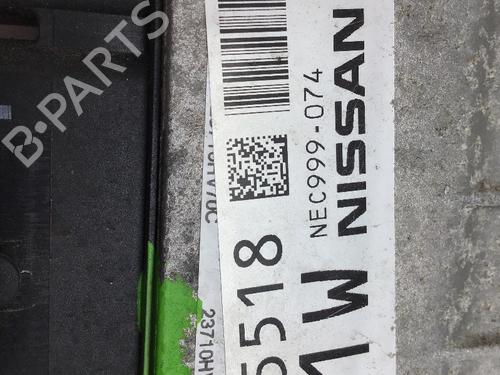 B-PARTS
NISSAN
NEC999-074
1W
5518
23710H